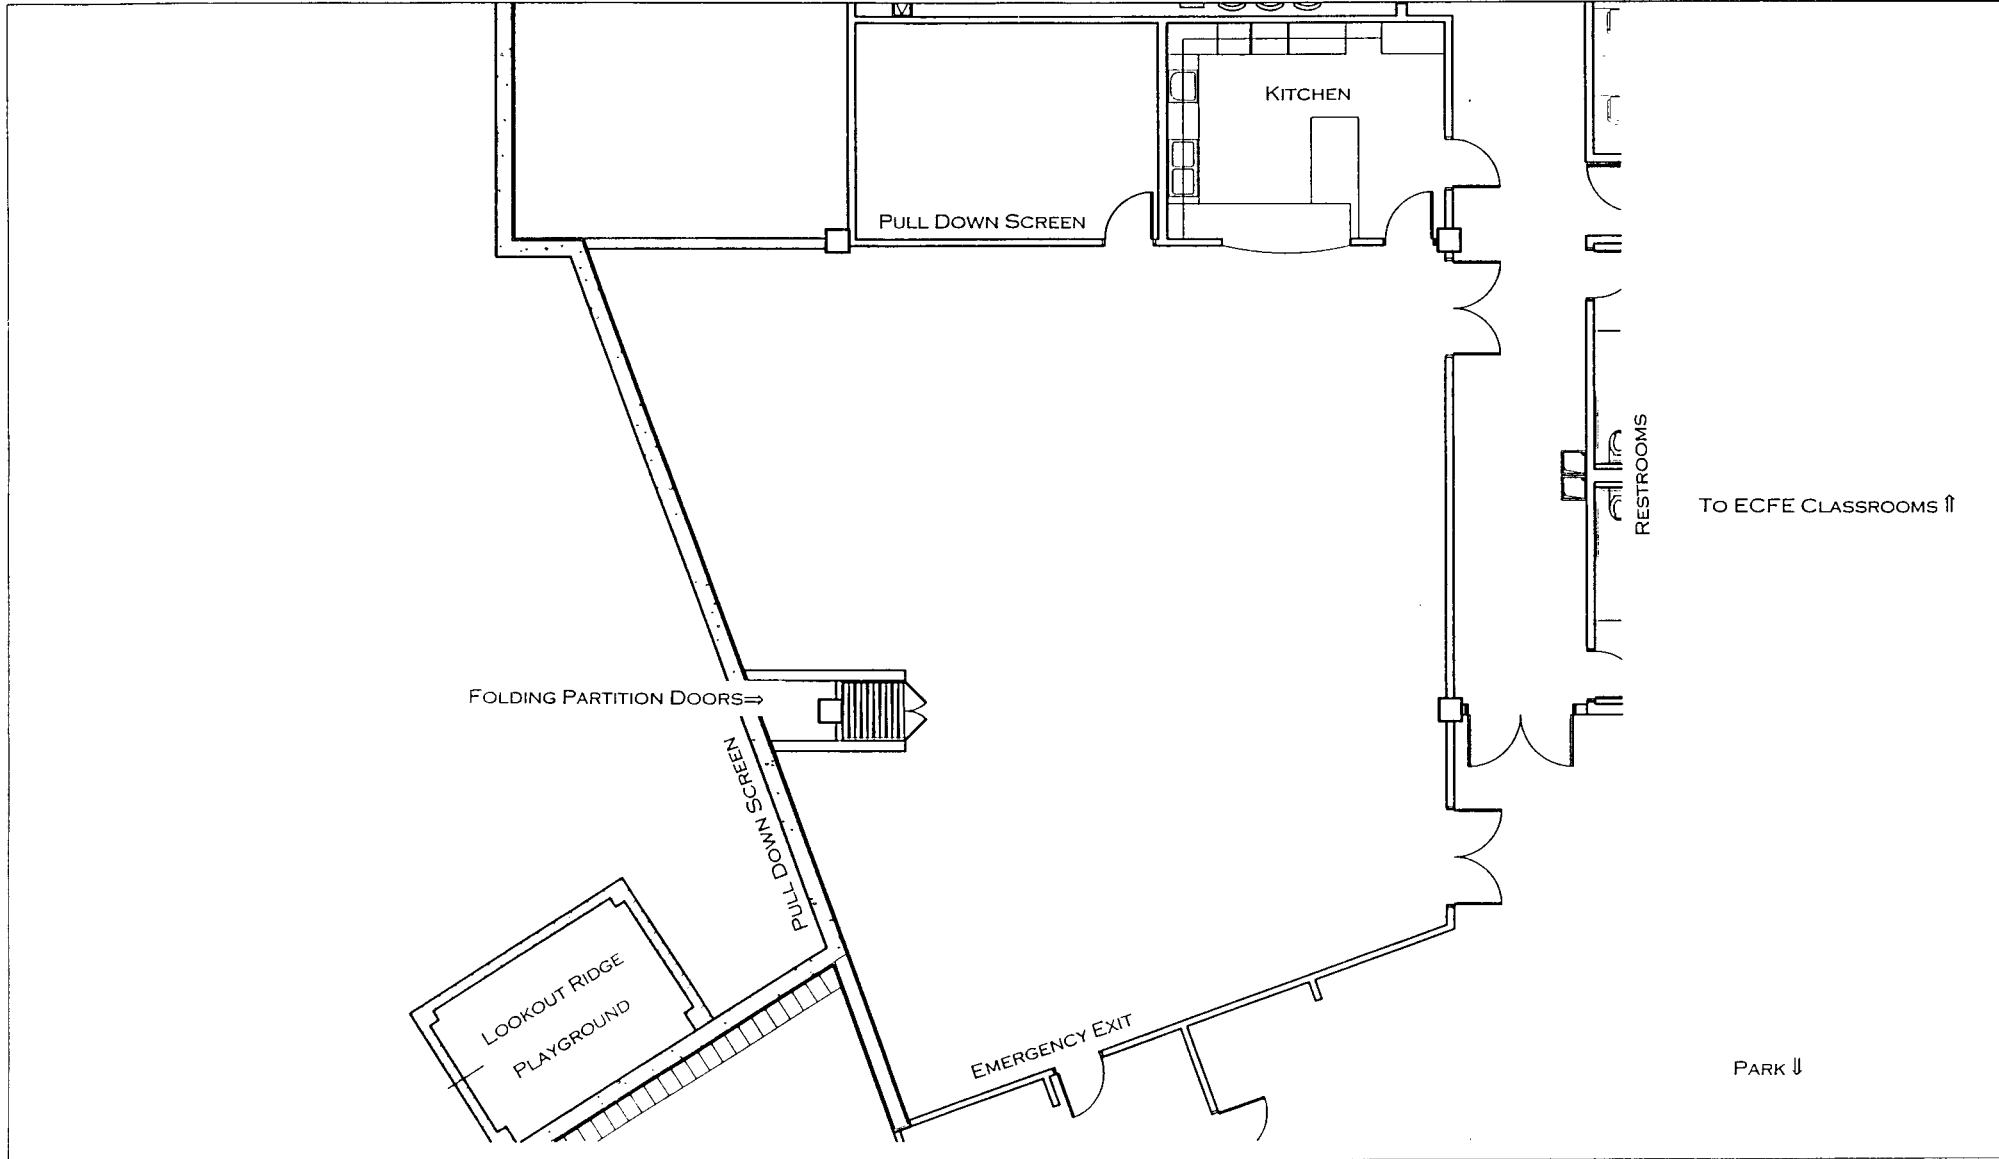 KITCHEN
PULL DOWN SCREEN
RESTROOMS
TO ECFE CLASSROOMS ⇑
FOLDING PARTITION DOORS⇒
PULL DOWN SCREEN
LOOKOUT RIDGE
PLAYGROUND
EMERGENCY EXIT
PARK ⇓